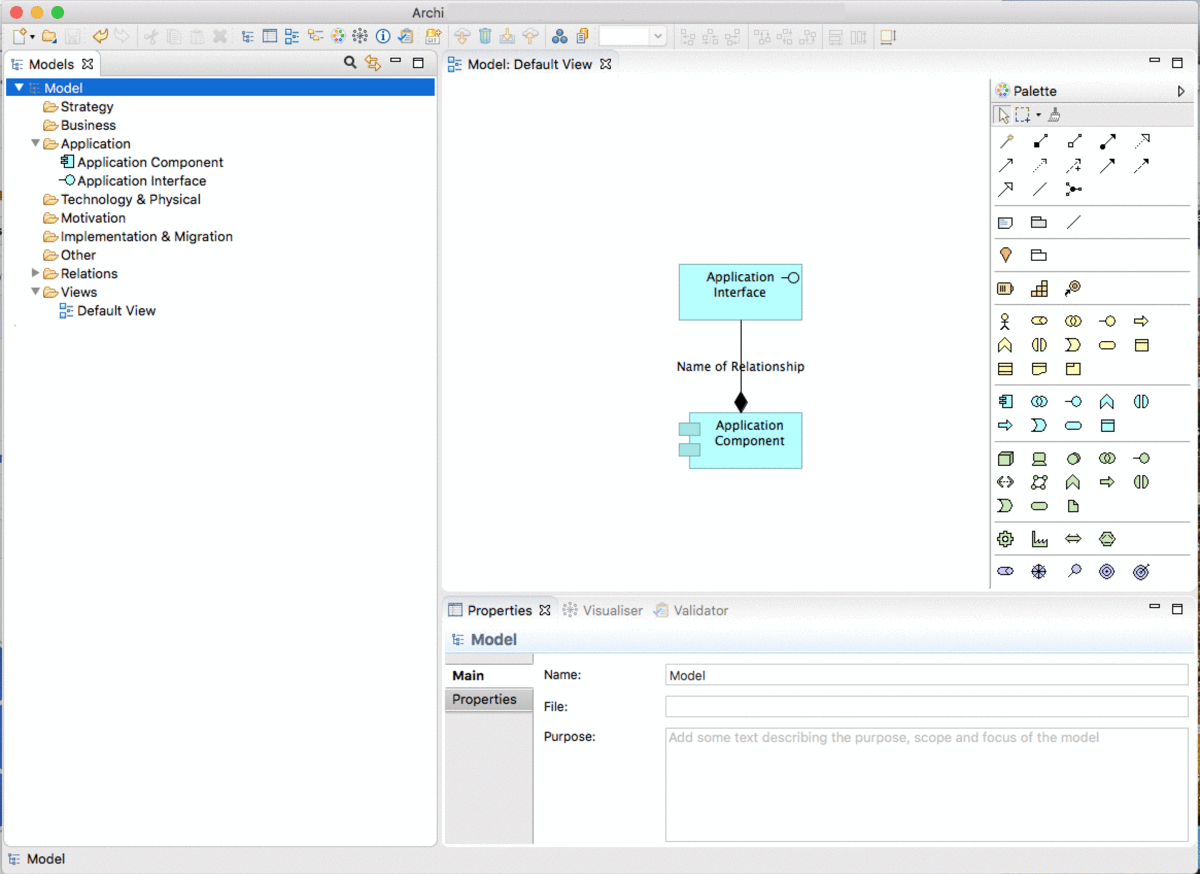 Archi
Models
Model: Default View
Model
Strategy
Business
Application
Application Component
Application Interface
Technology & Physical
Motivation
Implementation & Migration
Other
Relations
Views
Default View
Application
Interface
Name of Relationship
Application
Component
Palette
Properties
Visualiser
Validator
Model
Main
Properties
Name:
Model
File:
Purpose:
Add some text describing the purpose, scope and focus of the model
Model